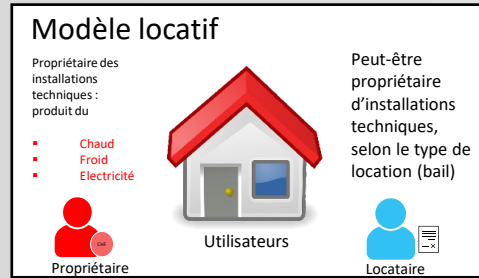 Modèle locatif
Propriétaire des
installations
techniques :
produit du
▪ Chaud
▪ Froid
▪ Electricité
Propriétaire
Utilisateurs
Peut-être
propriétaire
d'installations
techniques,
selon le type de
location (bail)
Locataire